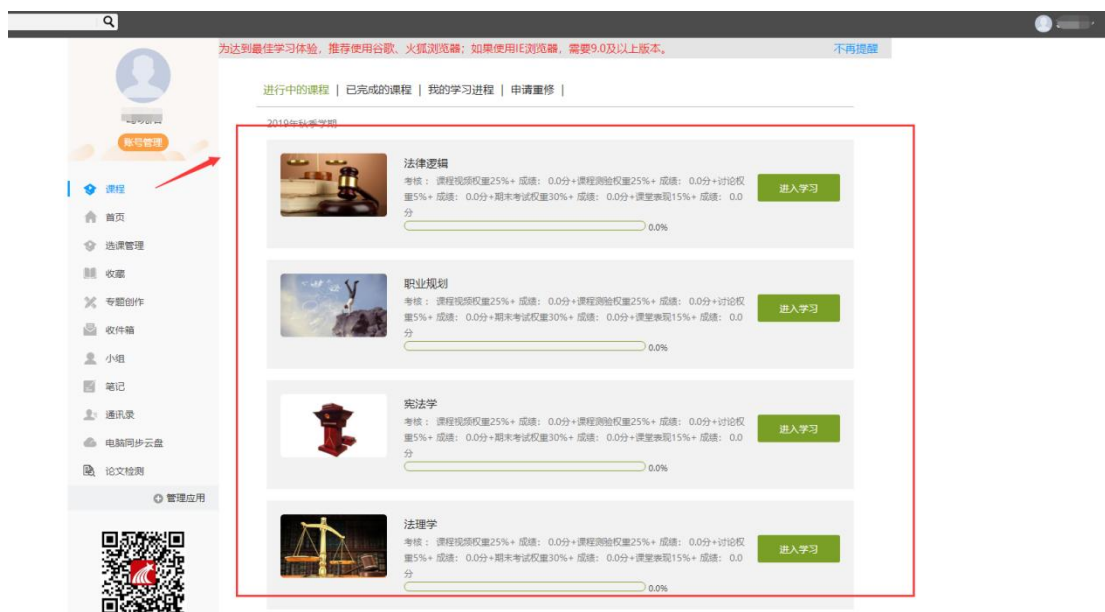 为达到最佳学习体验，推荐使用谷歌、火狐浏览器；如果使用IE浏览器，需要9.0及以上版本。
不再提醒
账号管理
课程
首页
选课管理
收藏
专题创作
收件箱
小组
笔记
通讯录
电脑同步云盘
论文检测
管理应用
进行中的课程 | 已完成的课程 | 我的学习进程 | 申请重修 |
2019年秋季学期
法律逻辑
考核： 课程视频权重25%+ 成绩： 0.0分+课程测验权重25%+ 成绩： 0.0分+讨论权
重5%+ 成绩： 0.0分+期末考试权重30%+ 成绩： 0.0分+课堂表现15%+ 成绩： 0.0
分
0.0%
进入学习
职业规划
考核： 课程视频权重25%+ 成绩： 0.0分+课程测验权重25%+ 成绩： 0.0分+讨论权
重5%+ 成绩： 0.0分+期末考试权重30%+ 成绩： 0.0分+课堂表现15%+ 成绩： 0.0
分
0.0%
进入学习
宪法学
考核： 课程视频权重25%+ 成绩： 0.0分+课程测验权重25%+ 成绩： 0.0分+讨论权
重5%+ 成绩： 0.0分+期末考试权重30%+ 成绩： 0.0分+课堂表现15%+ 成绩： 0.0
分
0.0%
进入学习
法理学
考核： 课程视频权重25%+ 成绩： 0.0分+课程测验权重25%+ 成绩： 0.0分+讨论权
重5%+ 成绩： 0.0分+期末考试权重30%+ 成绩： 0.0分+课堂表现15%+ 成绩： 0.0
分
0.0%
进入学习